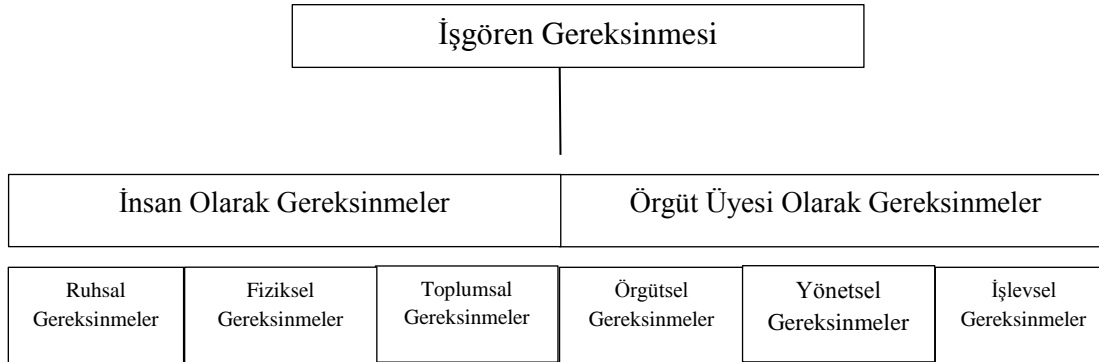 İşgören Gereksinmesi
İnsan Olarak Gereksinmeler
Örgüt Üyesi Olarak Gereksinmeler
Ruhsal
Gereksinmeler
Fiziksel
Gereksinmeler
Toplumsal
Gereksinmeler
Örgütsel
Gereksinmeler
Yönetsel
Gereksinmeler
İşlevsel
Gereksinmeler